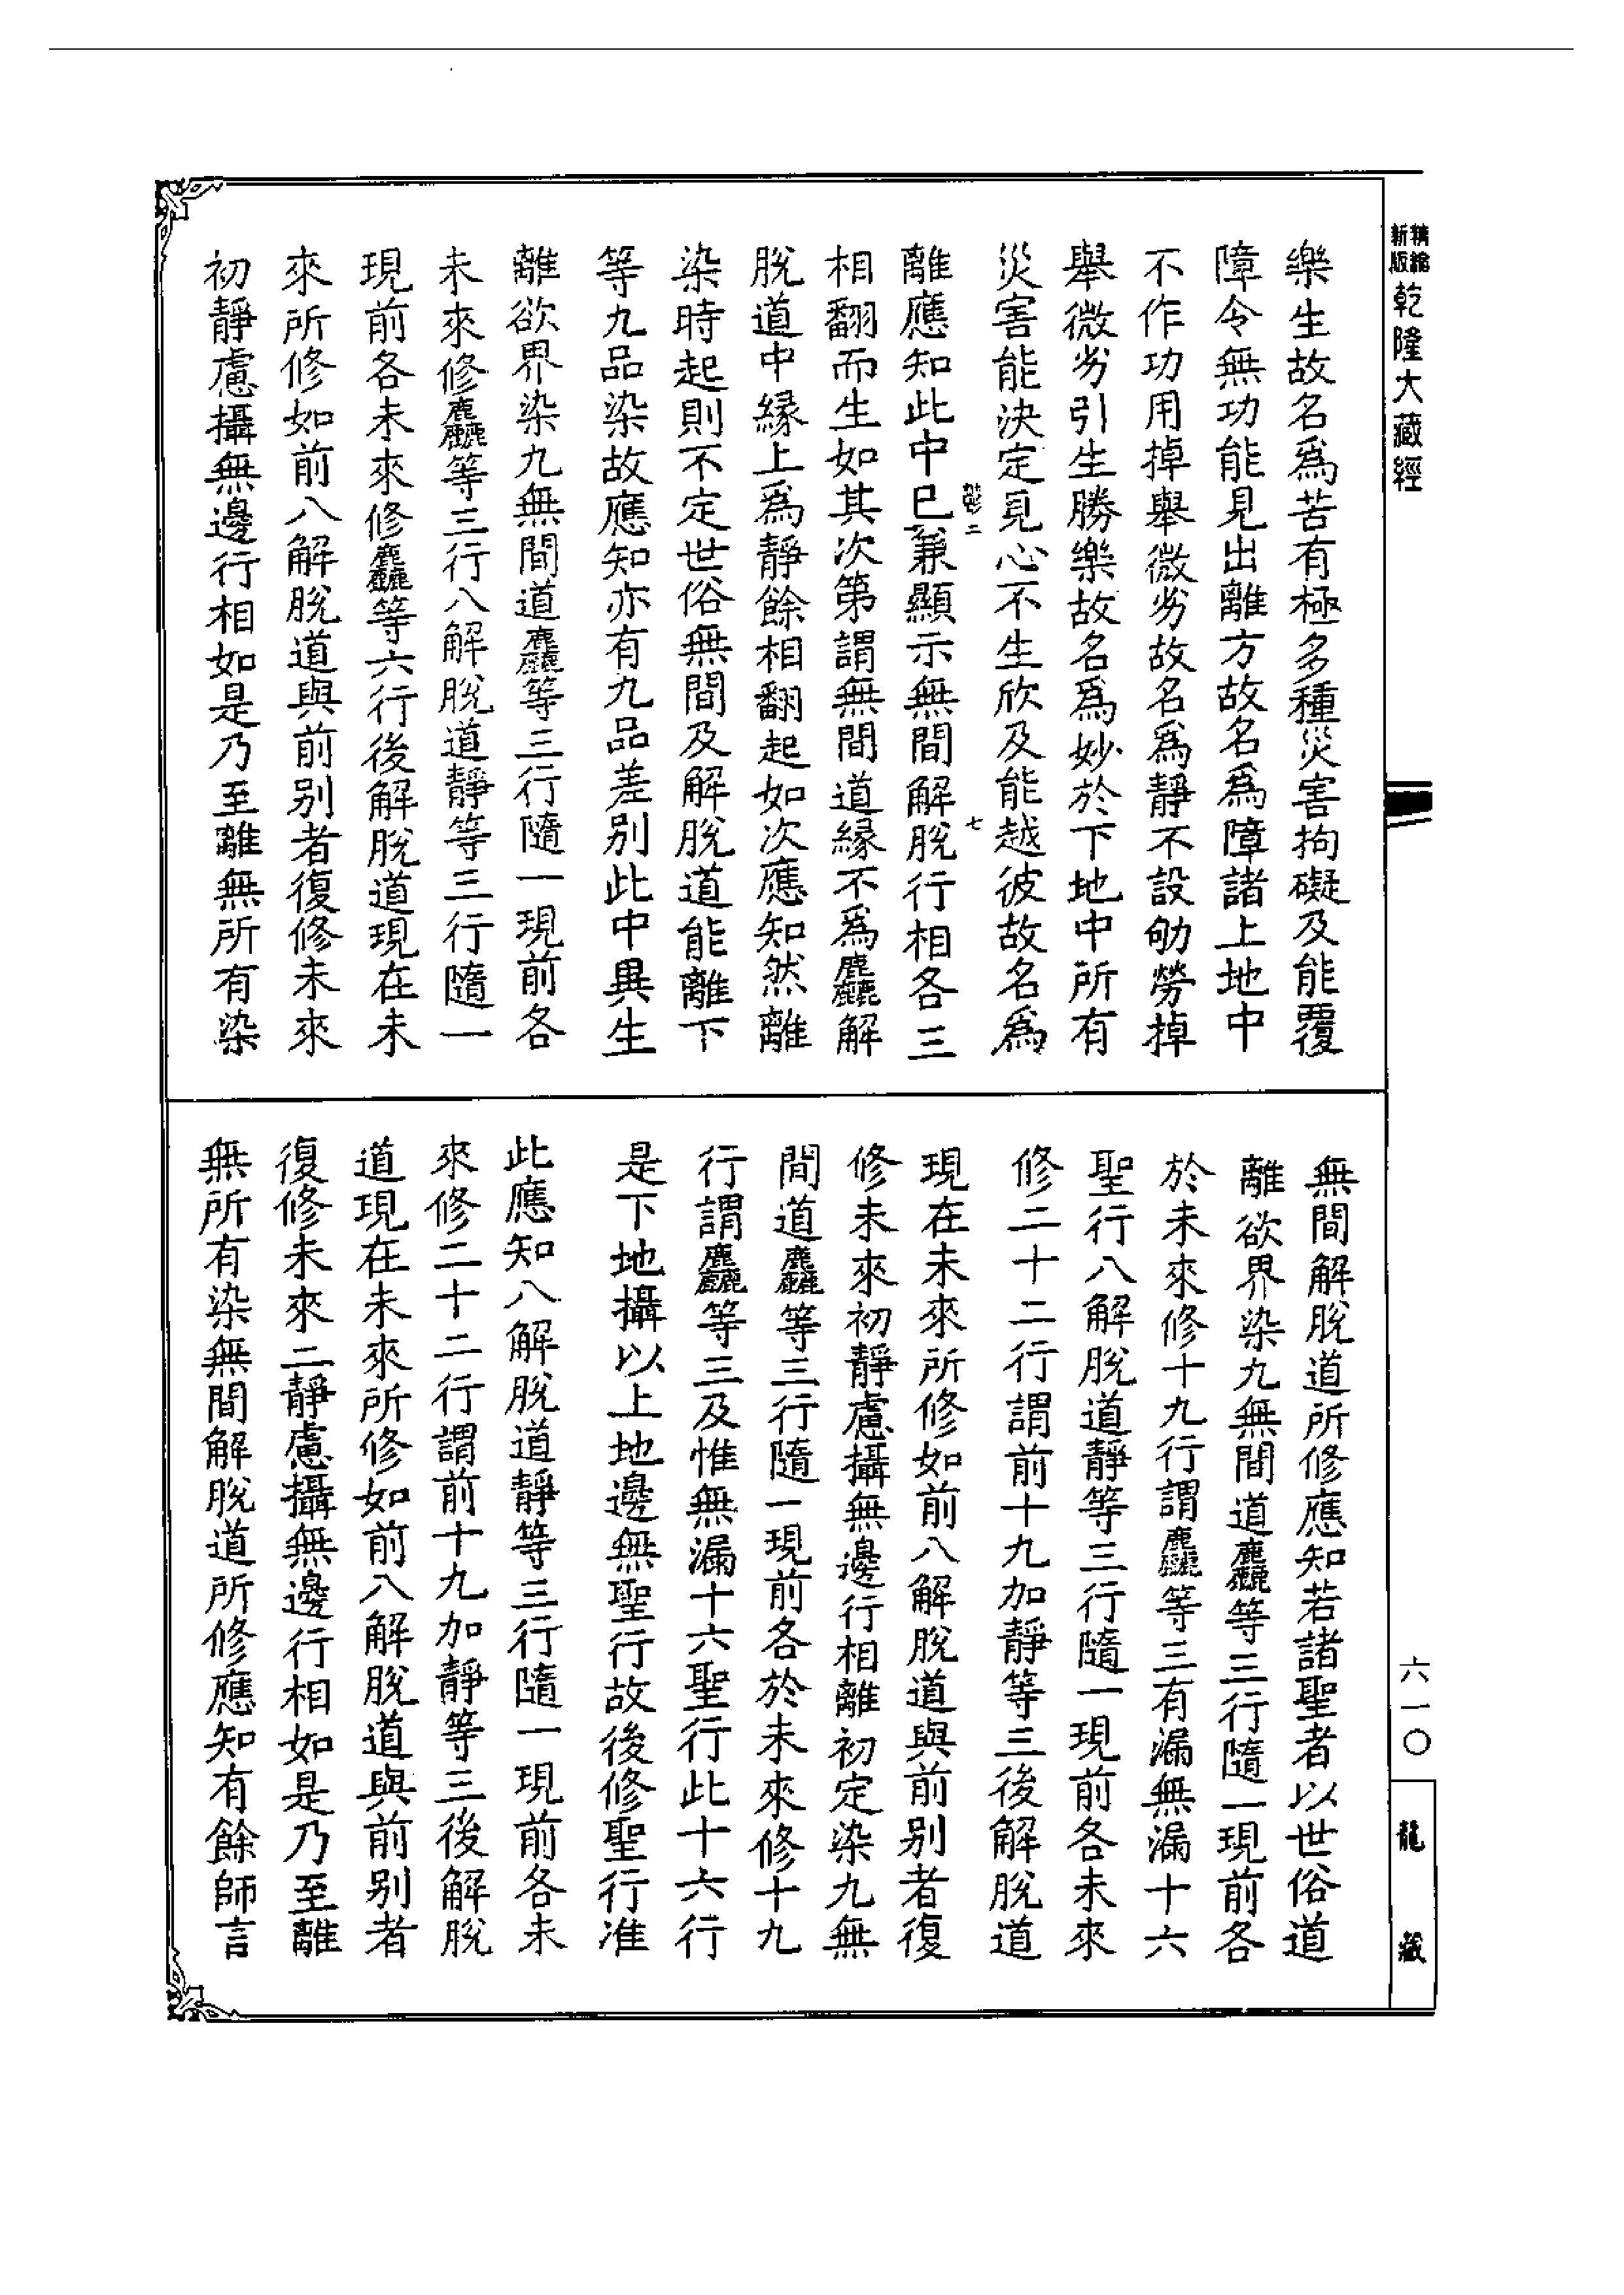 精縮新版乾隆大藏經
樂生故名爲苦有極多種災害拘礙及能覆
障令無功能見出離方故名爲障諸上地中
不作功用掉舉微劣故名爲靜不設劬勞掉
舉微劣引生勝樂故名爲妙於下地中所有
災害能決定見心不生欣及能越彼故名爲
二 七
離應知此中已兼顯示無間解脫行相各三
相翻而生如其次第謂無間道緣不爲麤解
脫道中緣上爲靜餘相翻起如次應知然離
染時起則不定世俗無間及解脫道能離下
等九品染故應知亦有九品差別此中異生
離欲界染九無間道麤等三行隨一現前各
未來修麤等三行八解脫道靜等三行隨一
現前各未來修麤等六行後解脫道現在未
來所修如前八解脫道與前別者復修未來
初靜慮攝無邊行相如是乃至離無所有染
無間解脫道所修應知若諸聖者以世俗道
離欲界染九無間道麤等三行隨一現前各
於未來修十九行謂麤等三有漏無漏十六
聖行八解脫道靜等三行隨一現前各未來
修二十二行謂前十九加靜等三後解脫道
現在未來所修如前八解脫道與前別者復
修未來初靜慮攝無邊行相離初定染九無
間道麤等三行隨一現前各於未來修十九
行謂麤等三及惟無漏十六聖行此十六行
是下地攝以上地邊無聖行故後修聖行准
此應知八解脫道靜等三行隨一現前各未
來修二十二行謂前十九加靜等三後解脫
道現在未來所修如前八解脫道與前別者
復修未來二靜慮攝無邊行相如是乃至離
無所有染無間解脫道所修應知有餘師言
六一〇
龍藏